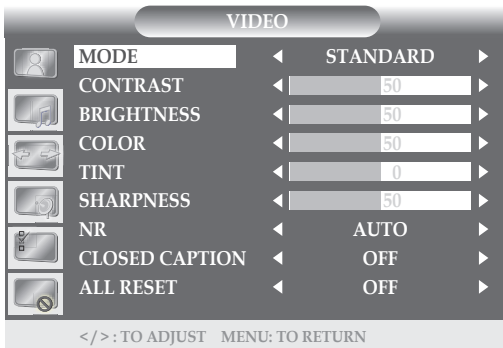 VIDEO
MODE STANDARD
CONTRAST 50
BRIGHTNESS 50
COLOR 50
TINT 0
SHARPNESS 50
NR AUTO
CLOSED CAPTION OFF
ALL RESET OFF
</> : TO ADJUST MENU: TO RETURN